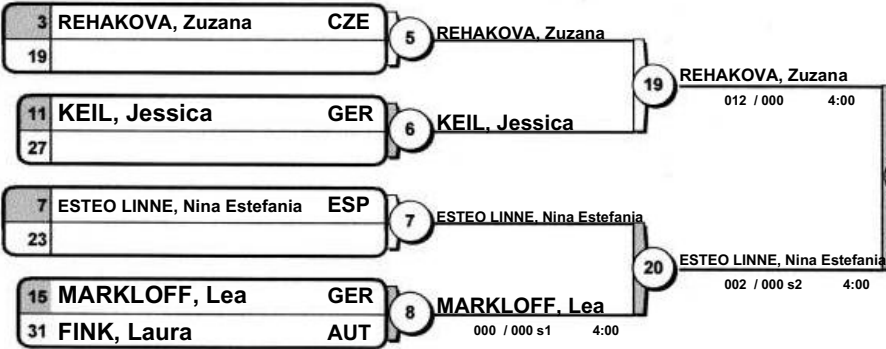 3 REHAKOVA, Zuzana CZE
19
5 REHAKOVA, Zuzana
11 KEIL, Jessica GER
27
6 KEIL, Jessica
19 REHAKOVA, Zuzana
012 / 000 4:00
7 ESTEO LINNE, Nina Estefania ESP
23
7 ESTEO LINNE, Nina Estefania
15 MARKLOFF, Lea GER
31 FINK, Laura AUT
8 MARKLOFF, Lea
000 / 000 s1 4:00
20 ESTEO LINNE, Nina Estefania
002 / 000 s2 4:00